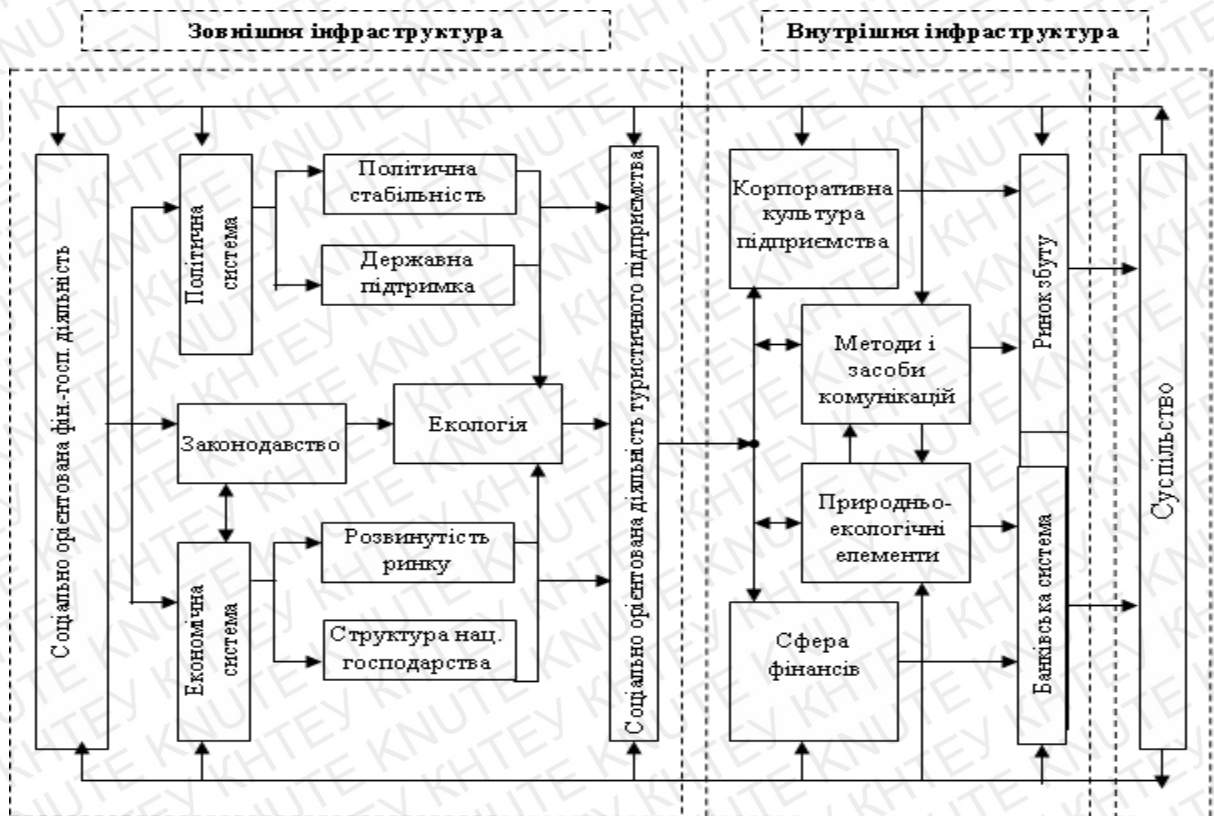 Зовнішня інфраструктура
Внутрішня інфраструктура
Соціально орієнтована фін.-госп. діяльність
Політична
система
Політична
стабільність
Державна
підтримка
Законодавство
Екологія
Економічна
система
Розвинутість
ринку
Структура нац.
господарства
Соціально орієнтована діяльність туристичного підприємства
Корпоративна
культура
підприємства
Методи і
засоби
комунікацій
Природньо-
екологічні
елементи
Сфера
фінансів
Ринок збуту
Банківська система
Суспільство
KNUTE КНТЕУ